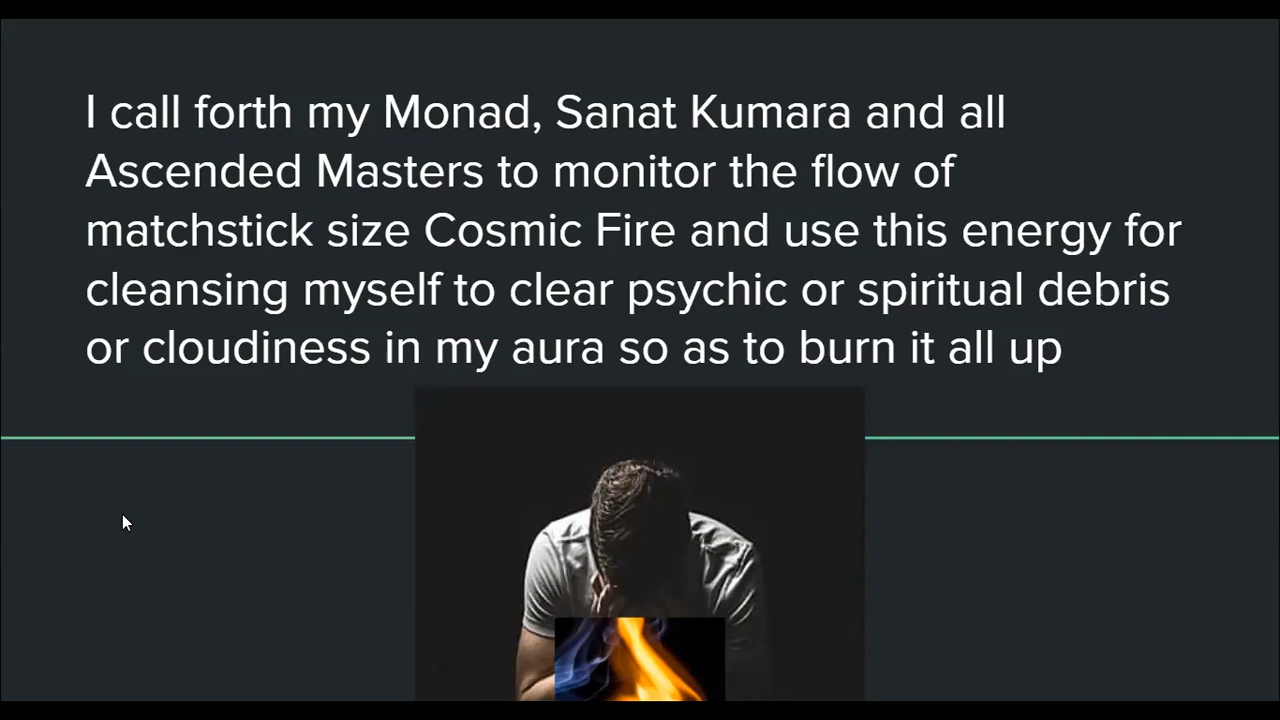 I call forth my Monad, Sanat Kumara and all
Ascended Masters to monitor the flow of
matchstick size Cosmic Fire and use this energy for
cleansing myself to clear psychic or spiritual debris
or cloudiness in my aura so as to burn it all up